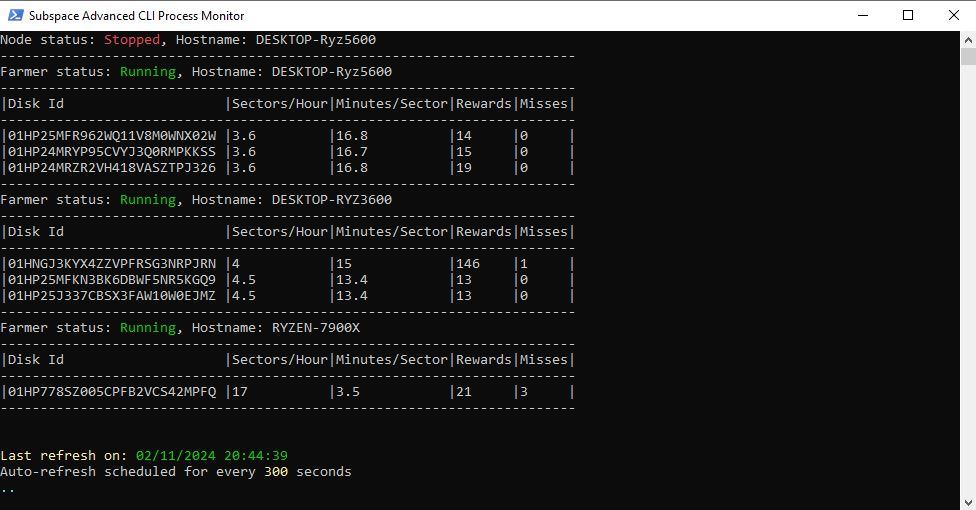 Subspace Advanced CLI Process Monitor
Node status: Stopped, Hostname: DESKTOP-Ryz5600
------------------------------------------------------------------------
Farmer status: Running, Hostname: DESKTOP-Ryz5600
------------------------------------------------------------------------
|Disk Id                    |Sectors/Hour|Minutes/Sector|Rewards|Misses|
------------------------------------------------------------------------
|01HP25MFR962WQ11V8M0WNX02W |3.6         |16.8          |14     |0     |
|01HP24MRYP95CVYJ3Q0RMPKKSS |3.6         |16.7          |15     |0     |
|01HP24MRZR2VH418VASZTPJ326 |3.6         |16.8          |19     |0     |
------------------------------------------------------------------------
Farmer status: Running, Hostname: DESKTOP-RYZ3600
------------------------------------------------------------------------
|Disk Id                    |Sectors/Hour|Minutes/Sector|Rewards|Misses|
------------------------------------------------------------------------
|01HNGJ3KYX4ZZVPFRSG3NRPJRN |4           |15            |146    |1     |
|01HP25MFKN3BK6DBWF5NR5KGQ9 |4.5         |13.4          |13     |0     |
|01HP25J337CBSX3FAW10W0EJMZ |4.5         |13.4          |13     |0     |
------------------------------------------------------------------------
Farmer status: Running, Hostname: RYZEN-7900X
------------------------------------------------------------------------
|Disk Id                    |Sectors/Hour|Minutes/Sector|Rewards|Misses|
------------------------------------------------------------------------
|01HP778SZ005CPFB2VCS42MPFQ |17          |3.5           |21     |3     |
------------------------------------------------------------------------
Last refresh on: 02/11/2024 20:44:39
Auto-refresh scheduled for every 300 seconds
..